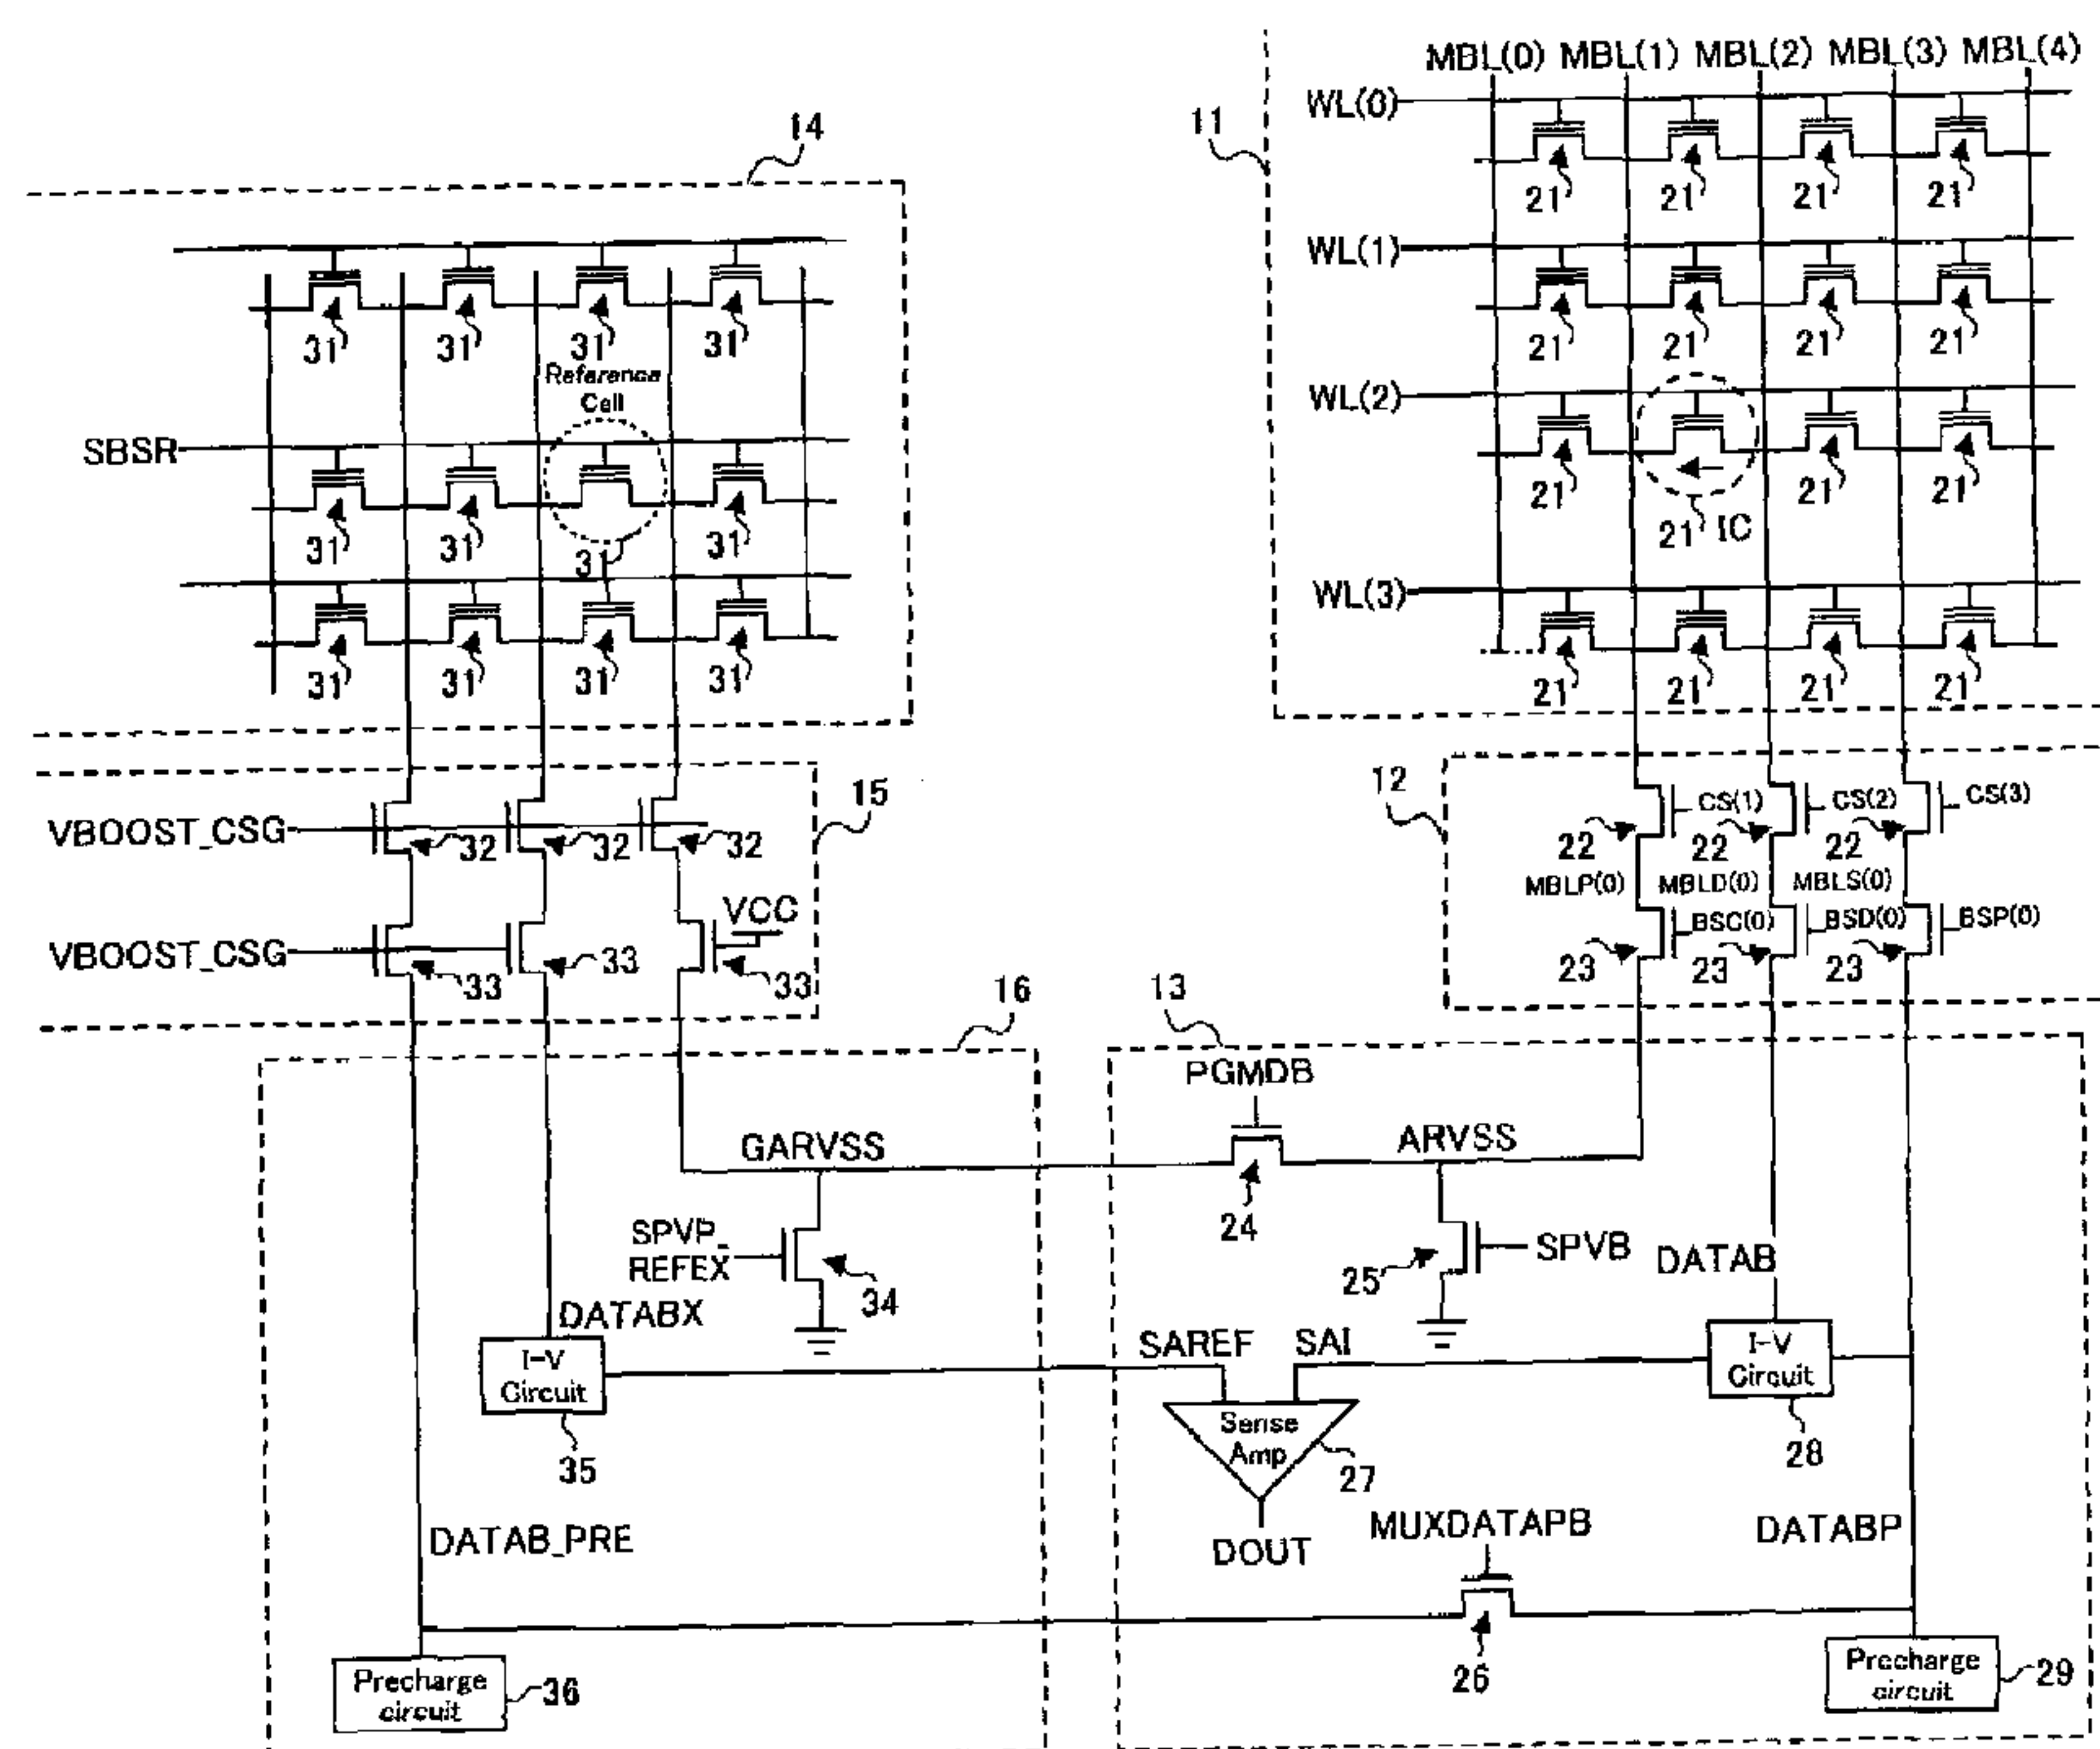 MBL(0) MBL(1) MBL(2) MBL(3) MBL(4)
11
WL(0)
21 21 21 21
WL(1)
21 21 21 21
WL(2)
21 21 IC 21 21
WL(3)
21 21 21 21
14
31 31 31 31
Reference
Cell
SBSR
31 31 31 31
31 31 31 31
15
VBOOST_CSG
32 32 32
VCC
VBOOST_CSG
33 33 33
12
CS(1) CS(2) CS(3)
22 22 22
MBLP(0) MBLD(0) MBLS(0)
BSG(0) BSD(0) BSP(0)
23 23 23
16
13
PGMDB
GARVSS
ARVSS
24
SPVP_
REFEX
34
25
SPVB
DATAB
DATABX
I-V
Circuit
35
SAREF SAI
Sense
Amp
27
DOUT
I-V
Circuit
28
DATAB_PRE
MUXDATAPB
DATABP
26
Precharge
circuit
36
Precharge
circuit
29